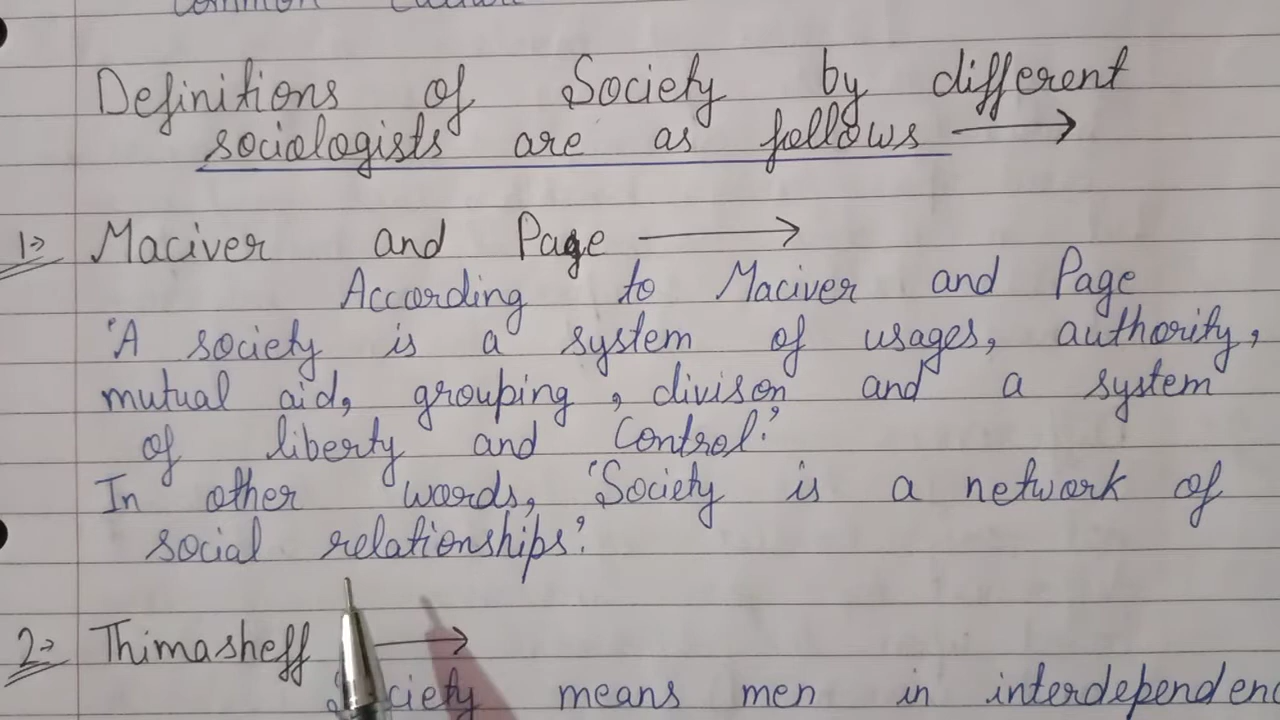 Common
Definitions of Society by different
sociologists are as follows →
1.→ Maciver and Page →
According to Maciver and Page
'A society is a system of usages, authority,
mutual aid, grouping, divison and a system
of liberty and Control.'
In other words, 'Society is a network of
social relationships.'
2.→ Thimasheff →
means men in